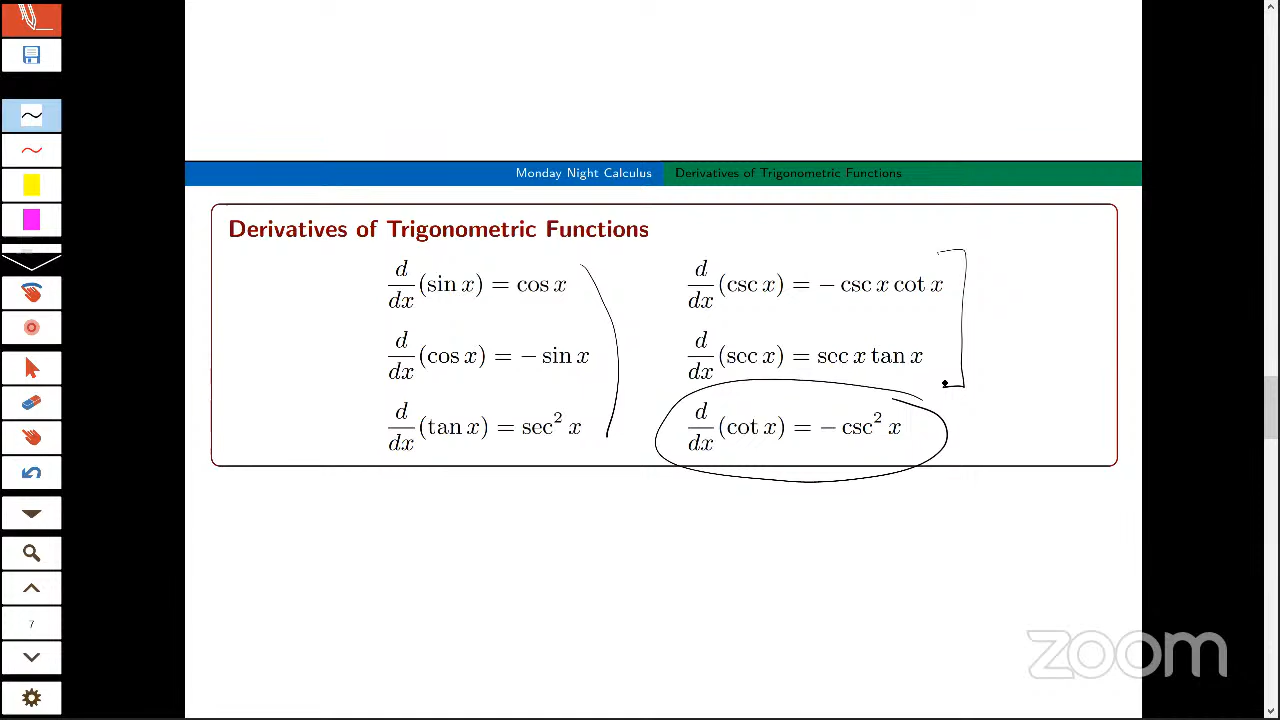 Monday Night Calculus Derivatives of Trigonometric Functions
Derivatives of Trigonometric Functions
d/dx (sin x) = cos x
d/dx (cos x) = − sin x
d/dx (tan x) = sec² x
d/dx (csc x) = − csc x cot x
d/dx (sec x) = sec x tan x
d/dx (cot x) = − csc² x
7
zoom